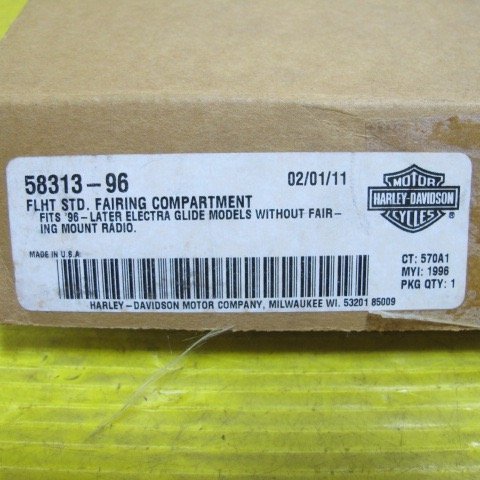 58313-96 02/01/11
FLHT STD. FAIRING COMPARTMENT
FITS '96-LATER ELECTRA GLIDE MODELS WITHOUT FAIR-
ING MOUNT RADIO.
MOTOR
HARLEY-DAVIDSON
CYCLES
®
MADE IN U.S.A
CT: 570A1
MYI: 1996
PKG QTY: 1
HARLEY-DAVIDSON MOTOR COMPANY, MILWAUKEE WI. 53201 85009